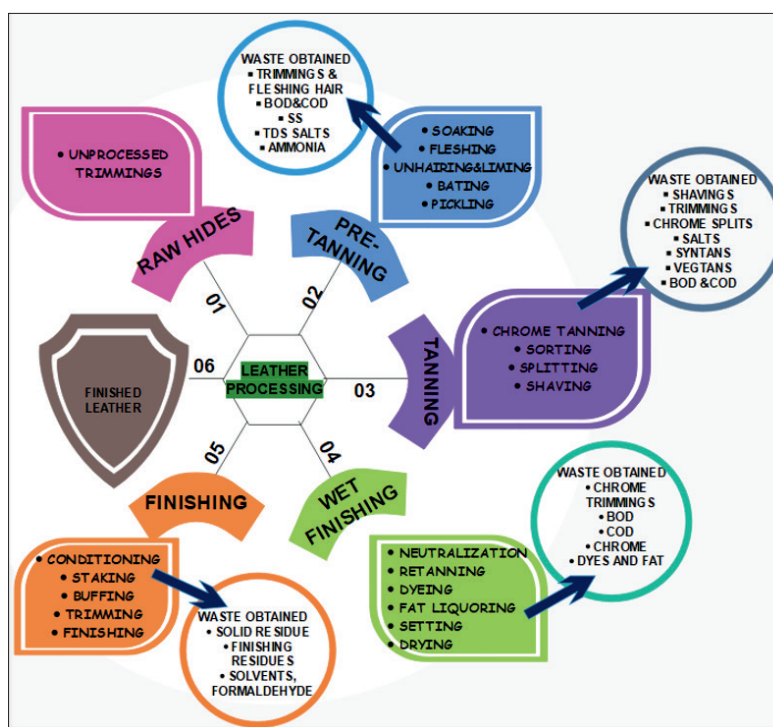 • UNPROCESSED
TRIMMINGS
RAW HIDES
01
WASTE OBTAINED
▪ TRIMMINGS &
FLESHING HAIR
▪ BOD&COD
▪ SS
▪ TDS SALTS
▪ AMMONIA
• SOAKING
• FLESHING
• UNHAIRING&LIMING
• BATING
• PICKLING
PRE-
TANNING
02
WASTE OBTAINED
▪ SHAVINGS
▪ TRIMMINGS
▪ CHROME SPLITS
▪ SALTS
▪ SYNTANS
▪ VEGTANS
▪ BOD &COD
• CHROME TANNING
• SORTING
• SPLITTING
• SHAVING
TANNING
03
LEATHER
PROCESSING
06
FINISHED
LEATHER
05
FINISHING
04
WET
FINISHING
WASTE OBTAINED
• CHROME
TRIMMINGS
• BOD
• COD
• CHROME
• DYES AND FAT
• NEUTRALIZATION
• RETANNING
• DYEING
• FAT LIQUORING
• SETTING
• DRYING
• CONDITIONING
• STAKING
• BUFFING
• TRIMMING
• FINISHING
WASTE OBTAINED
• SOLID RESIDUE
• FINISHING
RESIDUES
• SOLVENTS,
FORMALDEHYDE